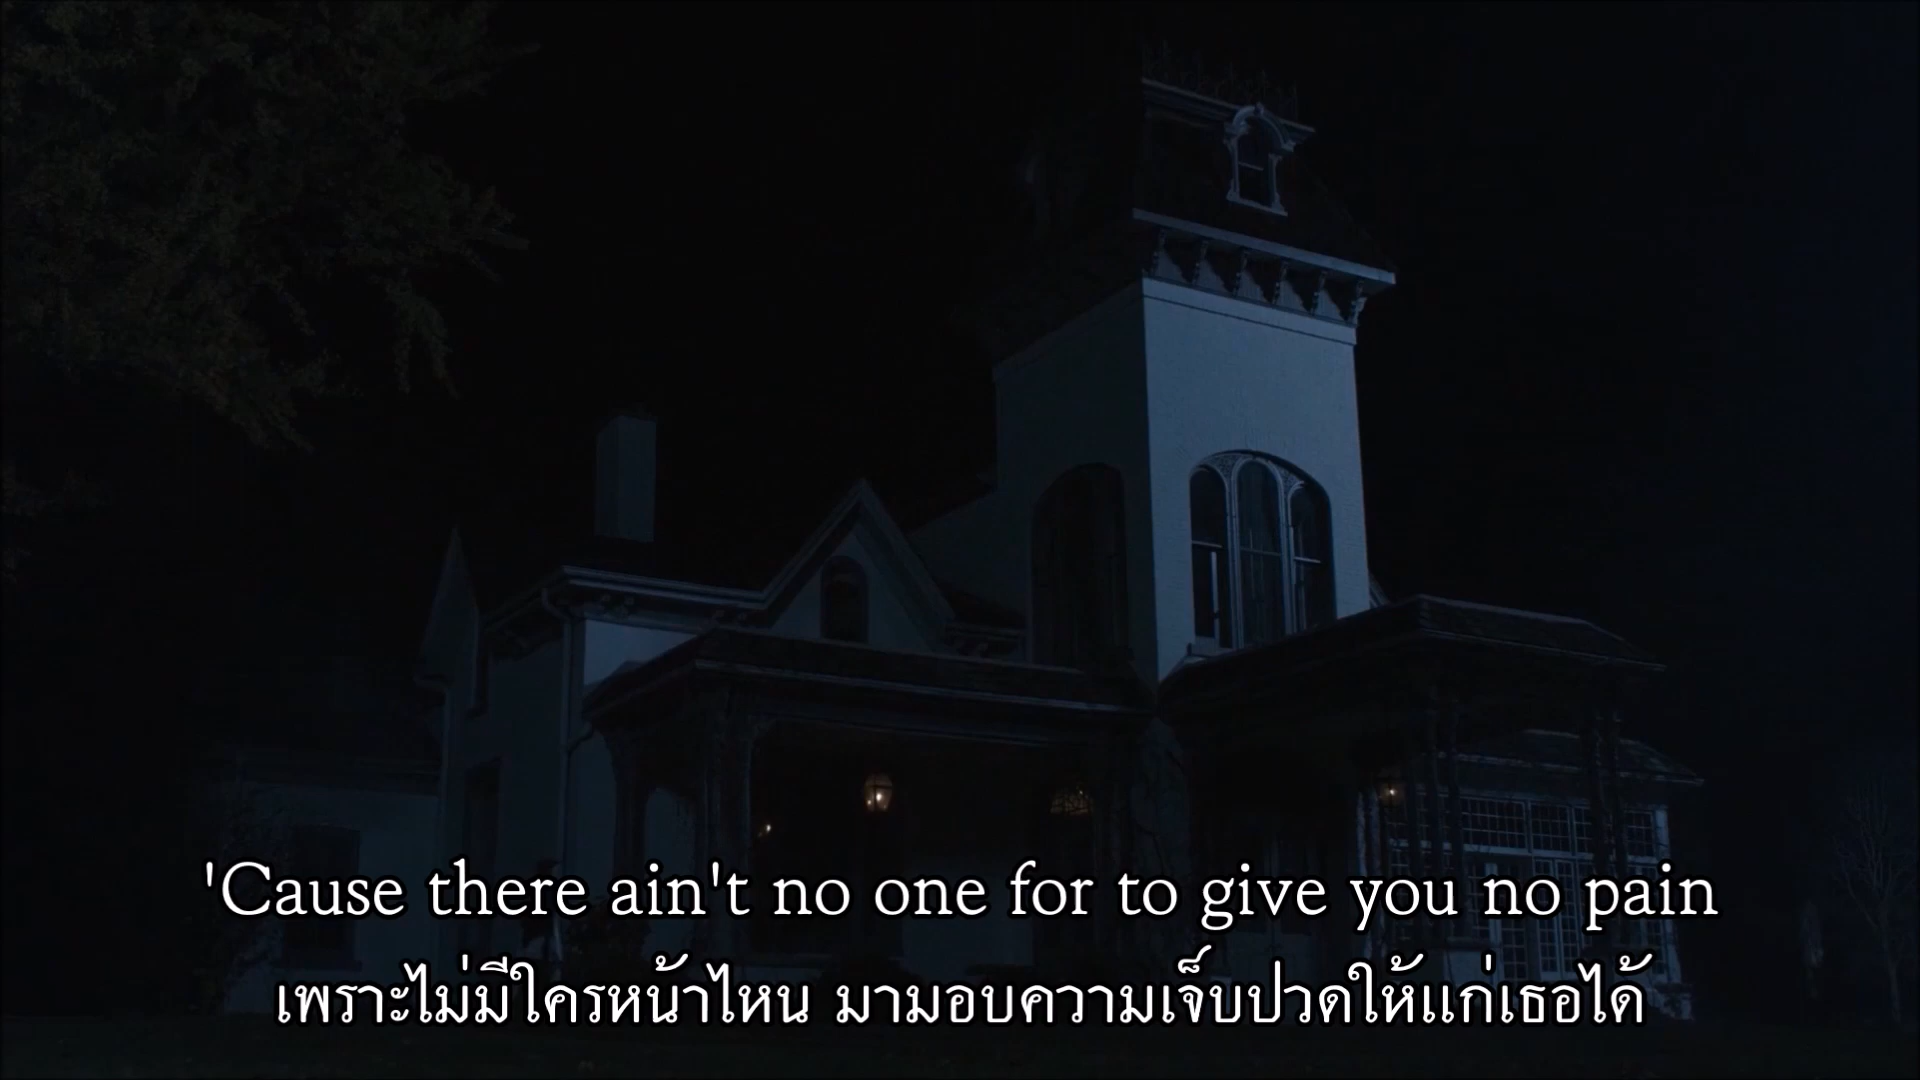 'Cause there ain't no one for to give you no pain
เพราะไม่มีใครหน้าไหน มามอบความเจ็บปวดให้แก่เธอได้